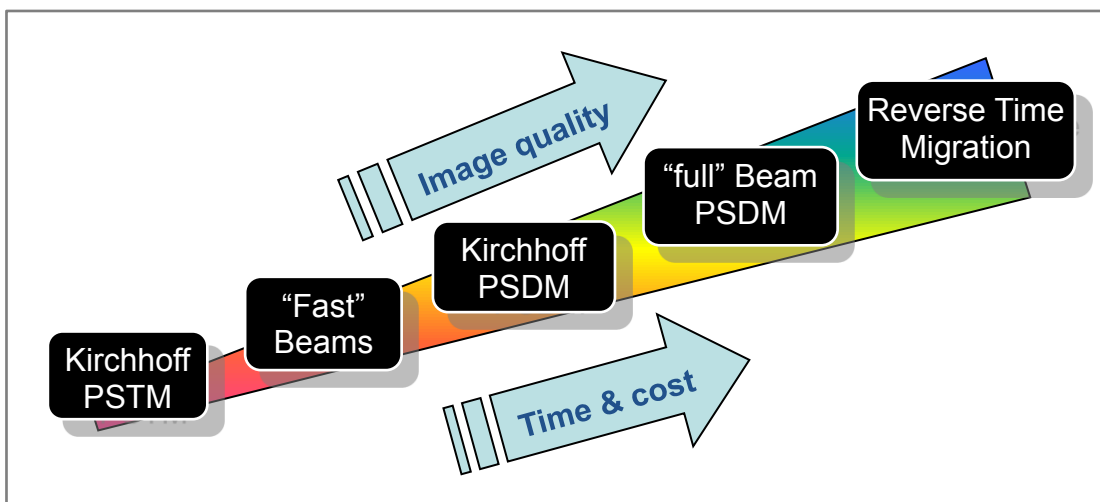 Image quality
Reverse Time
Migration
“full” Beam
PSDM
Kirchhoff
PSDM
“Fast”
Beams
Kirchhoff
PSTM
Time & cost